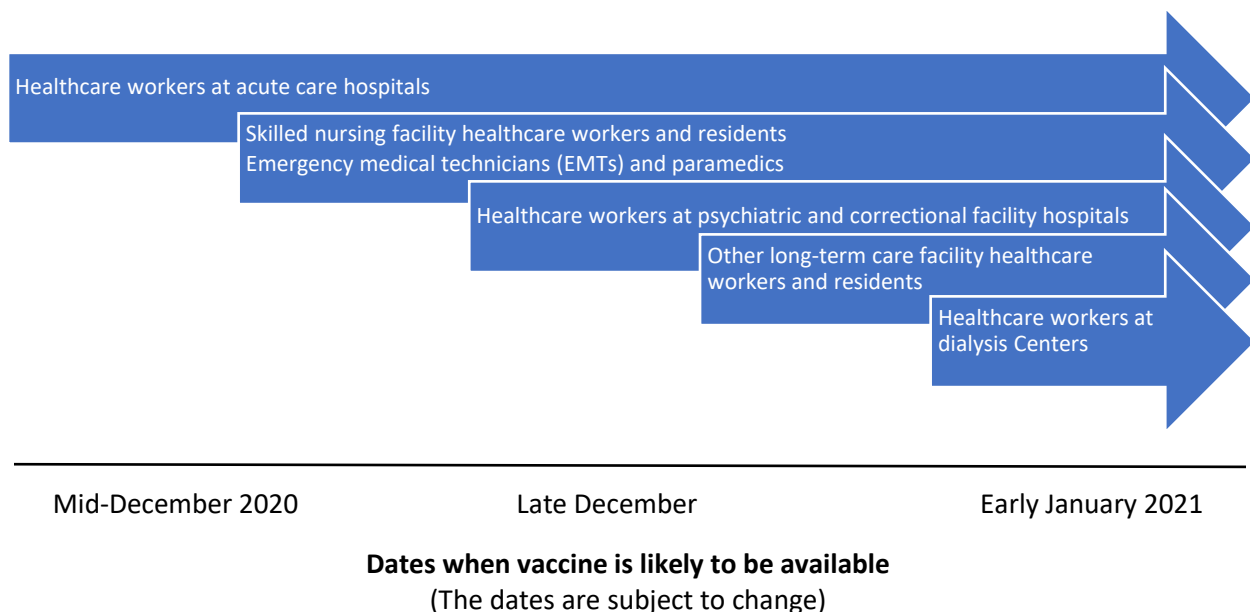 Healthcare workers at acute care hospitals
Skilled nursing facility healthcare workers and residents
Emergency medical technicians (EMTs) and paramedics
Healthcare workers at psychiatric and correctional facility hospitals
Other long-term care facility healthcare
workers and residents
Healthcare workers at
dialysis Centers
Mid-December 2020
Late December
Early January 2021
Dates when vaccine is likely to be available
(The dates are subject to change)